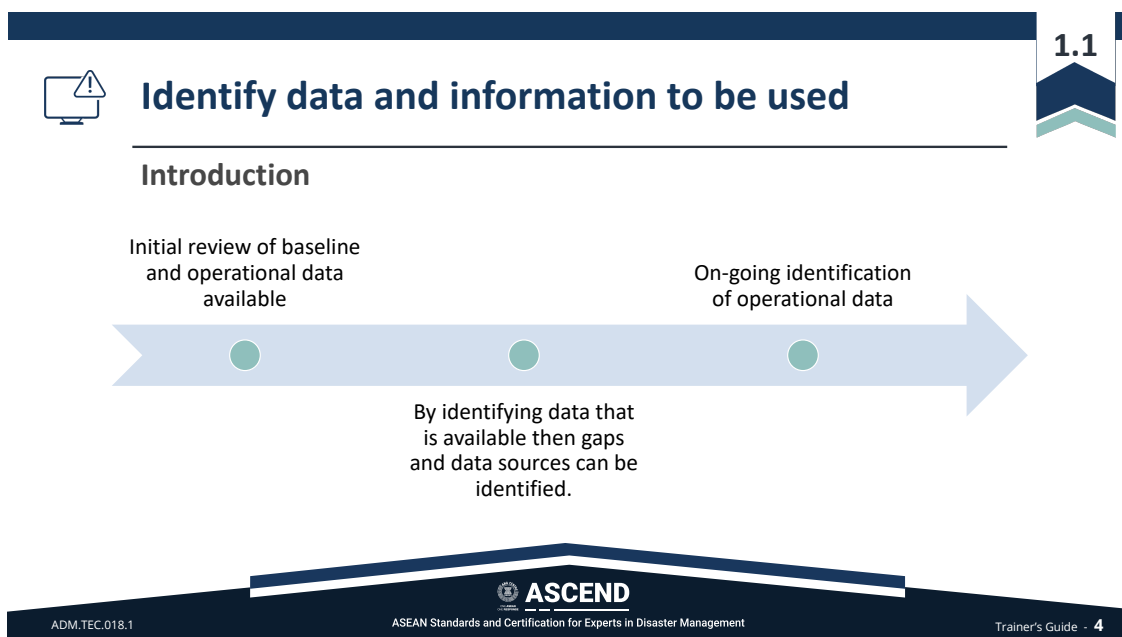 1.1
Identify data and information to be used
Introduction
Initial review of baseline
and operational data
available
On-going identification
of operational data
By identifying data that
is available then gaps
and data sources can be
identified.
ASCEND
ADM.TEC.018.1
ASEAN Standards and Certification for Experts in Disaster Management
Trainer's Guide - 4